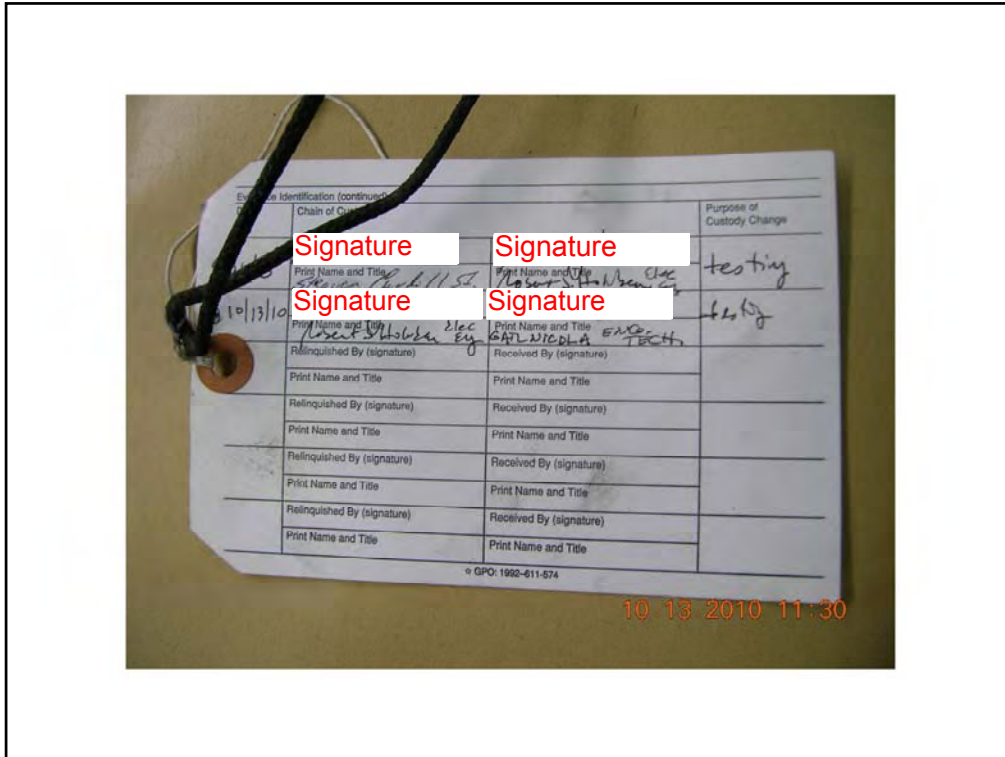 Identification (continued)
Chain of
Purpose of
Custody Change
Signature Signature
testing
Print Name and Title Print Name and Title
Elec
Signature Signature
10/13/10
Print Name and Title Print Name and Title
Elec Eng
TECH
Relinquished By (signature) Received By (signature)
Print Name and Title Print Name and Title
Relinquished By (signature) Received By (signature)
Print Name and Title Print Name and Title
Relinquished By (signature) Received By (signature)
Print Name and Title Print Name and Title
Relinquished By (signature) Received By (signature)
Print Name and Title Print Name and Title
☆ GPO: 1992-611-574
10 13 2010 11:30